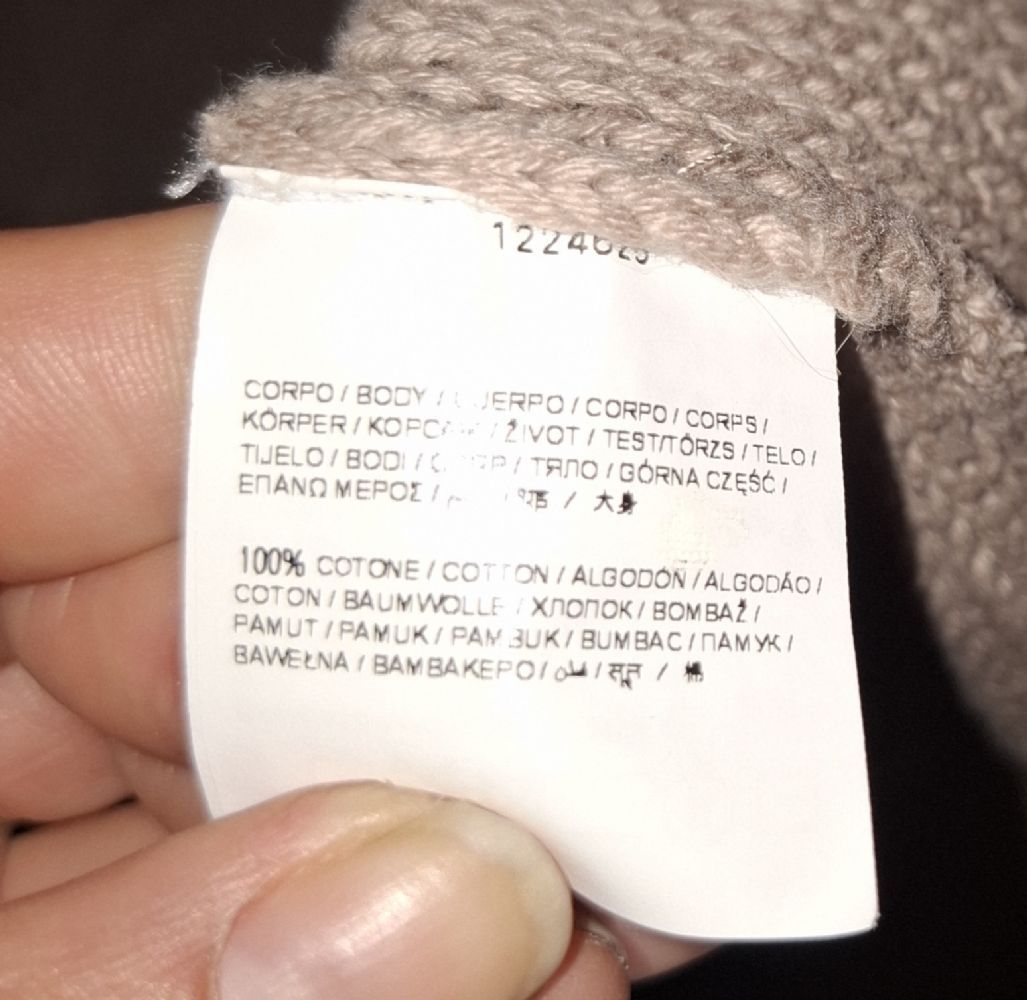 1224625
CORPO / BODY / CUERPO / CORPO / CORPS /
KÖRPER / / ŽIVOT / TEST/TÖRZS / TELO /
TIJELO / BODI / / ТЯЛО / GÓRNA CZĘŚĆ /
ΕΠΑΝΩ ΜΕΡΟΣ / / / 大身
100% COTONE / COTTON / ALGODÓN / ALGODÃO /
COTON / BAUMWOLLE / ХЛОПОК / BOMBAŽ /
PAMUT / PAMUK / PAMBUK / BUMBAC / ПАМУК /
BAWEŁNA / ΒΑΜΒΑΚΕΡΟ / / सूत / 棉